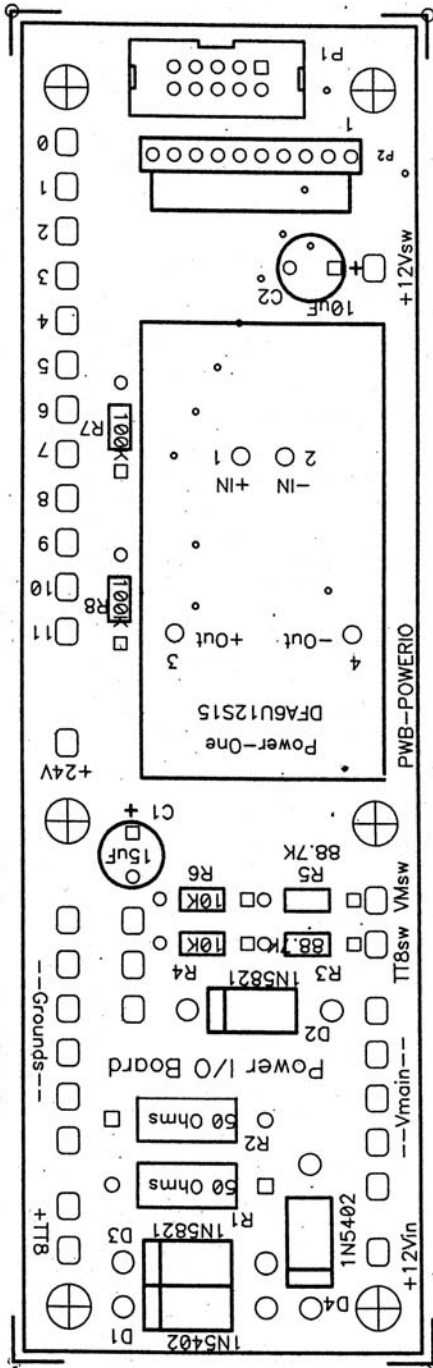 P1
1
P2
0
1
2
3
4
5
6
7
8
9
10
11
+24V
C2
+
10uF
+12Vsw
R7
100K
R8
100K
1
2
+IN
-IN
+Out
-Out
3
4
DFA6U12S15
Power-One
PWB-POWERIO
+
C1
15uF
R6
10K
88.7K
R5
VMsw
R4
10K
88.7K
R3
TT8sw
1N5821
D2
--Grounds--
Power I/O Board
--Vmain--
50 Ohms
R2
50 Ohms
R1
+TT8
D3
1N5821
1N5402
D1
1N5402
D4
+12Vin